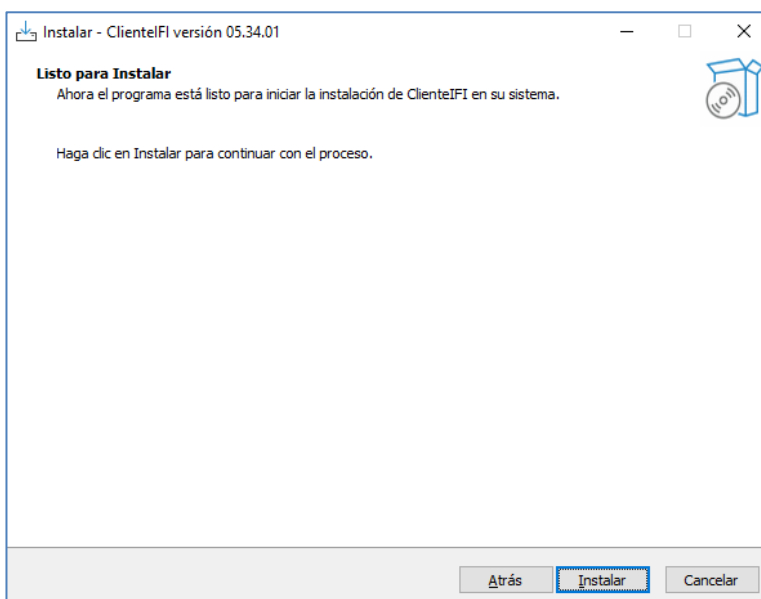 Instalar - ClienteIFI versión 05.34.01
Listo para Instalar
Ahora el programa está listo para iniciar la instalación de ClienteIFI en su sistema.
Haga clic en Instalar para continuar con el proceso.
Atrás
Instalar
Cancelar